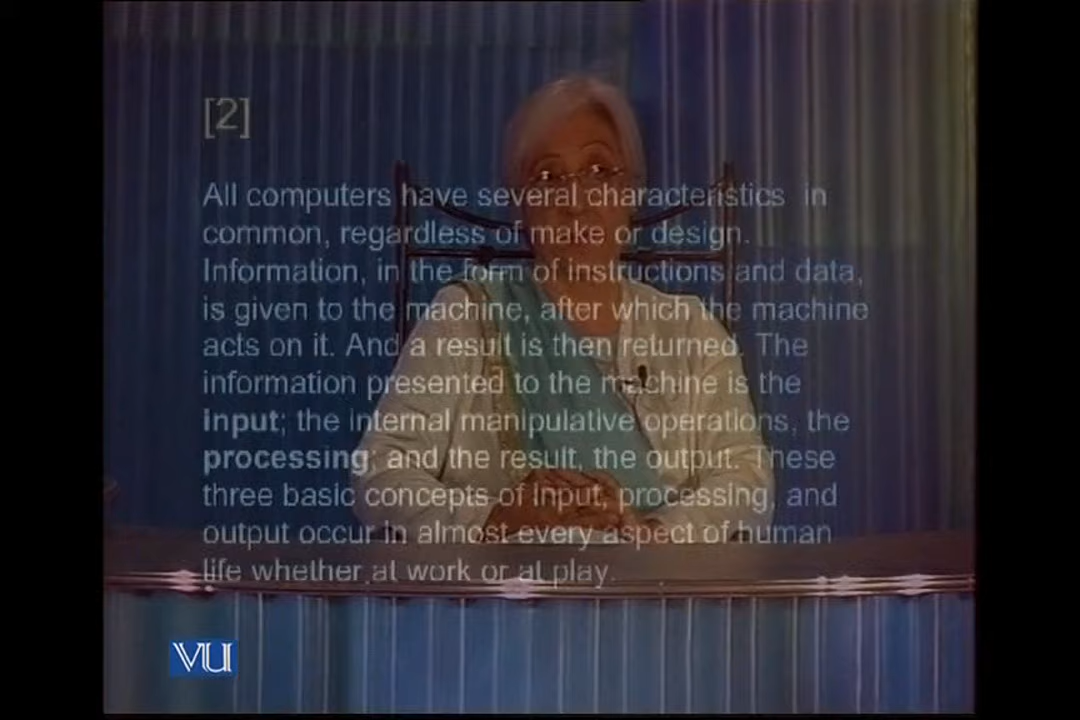 [2]
All computers have several characteristics in
common, regardless of make or design.
Information, in the form of instructions and data,
is given to the machine, after which the machine
acts on it. And a result is then returned. The
information presented to the machine is the
input; the internal manipulative operations, the
processing; and the result, the output. These
three basic concepts of input, processing, and
output occur in almost every aspect of human
life whether at work or at play.
VU